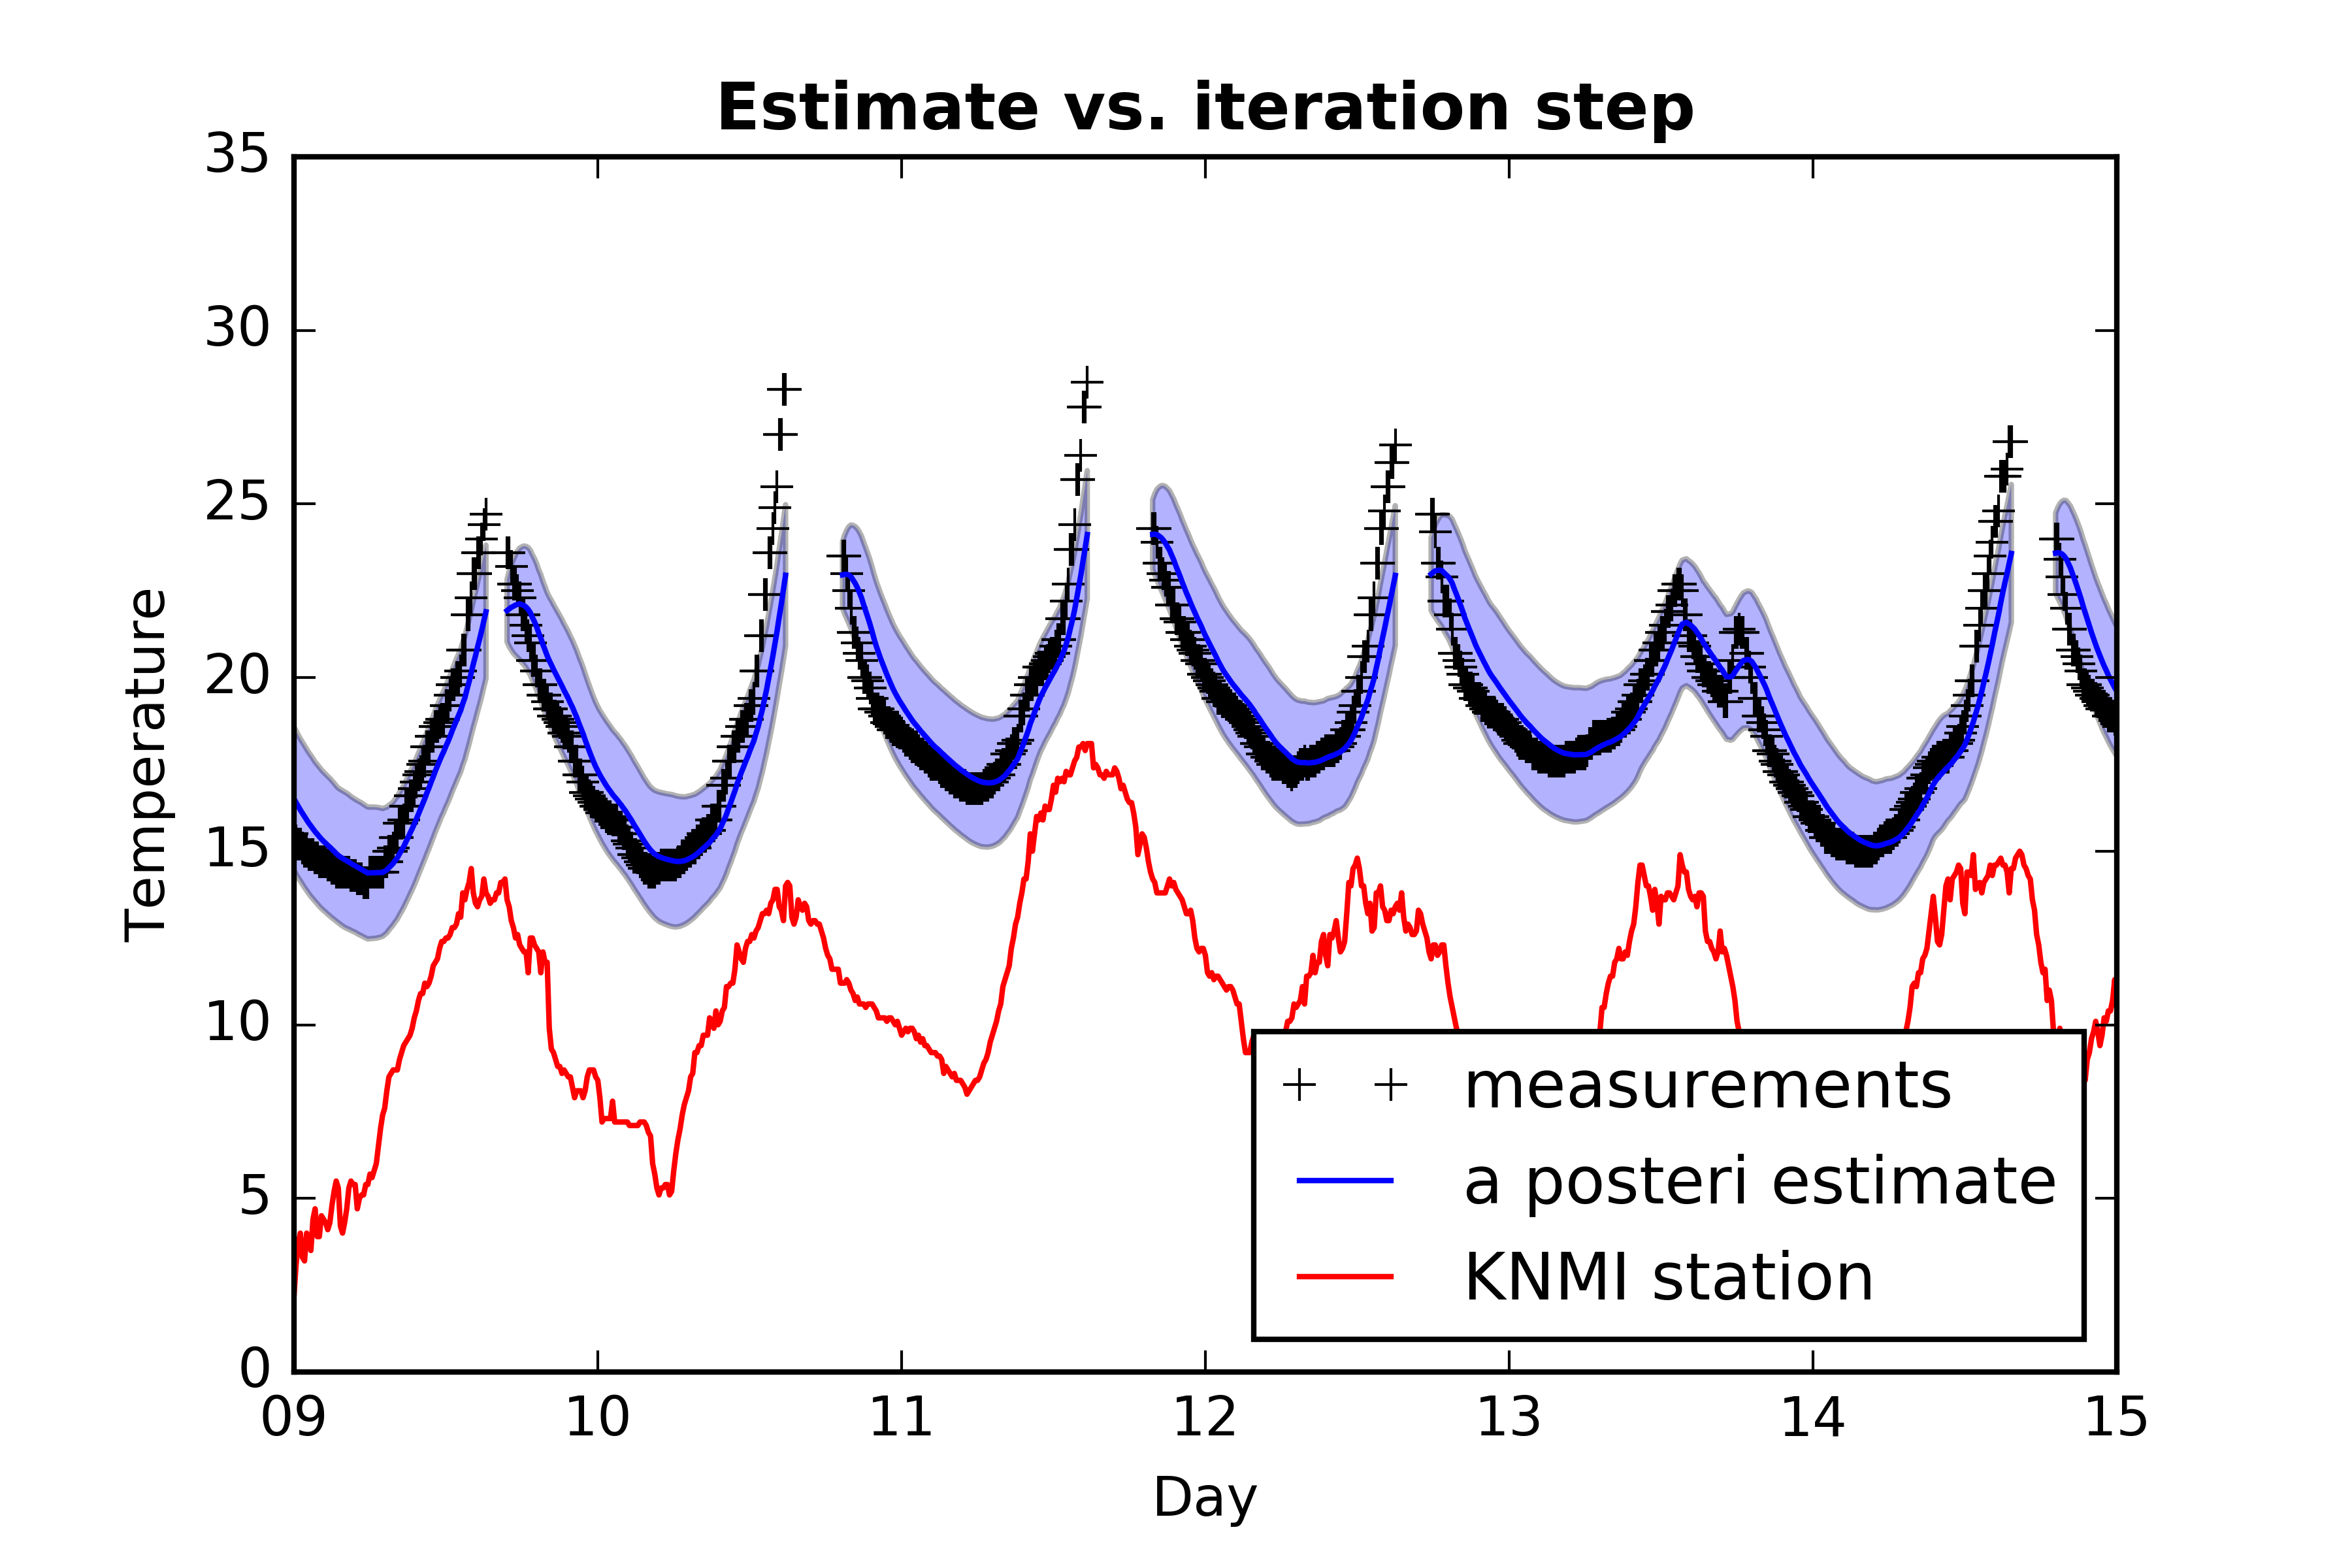 Estimate vs. iteration step
35
30
25
20
15
10
5
0
Temperature
09 10 11 12 13 14 15
Day
measurements
a posteri estimate
KNMI station